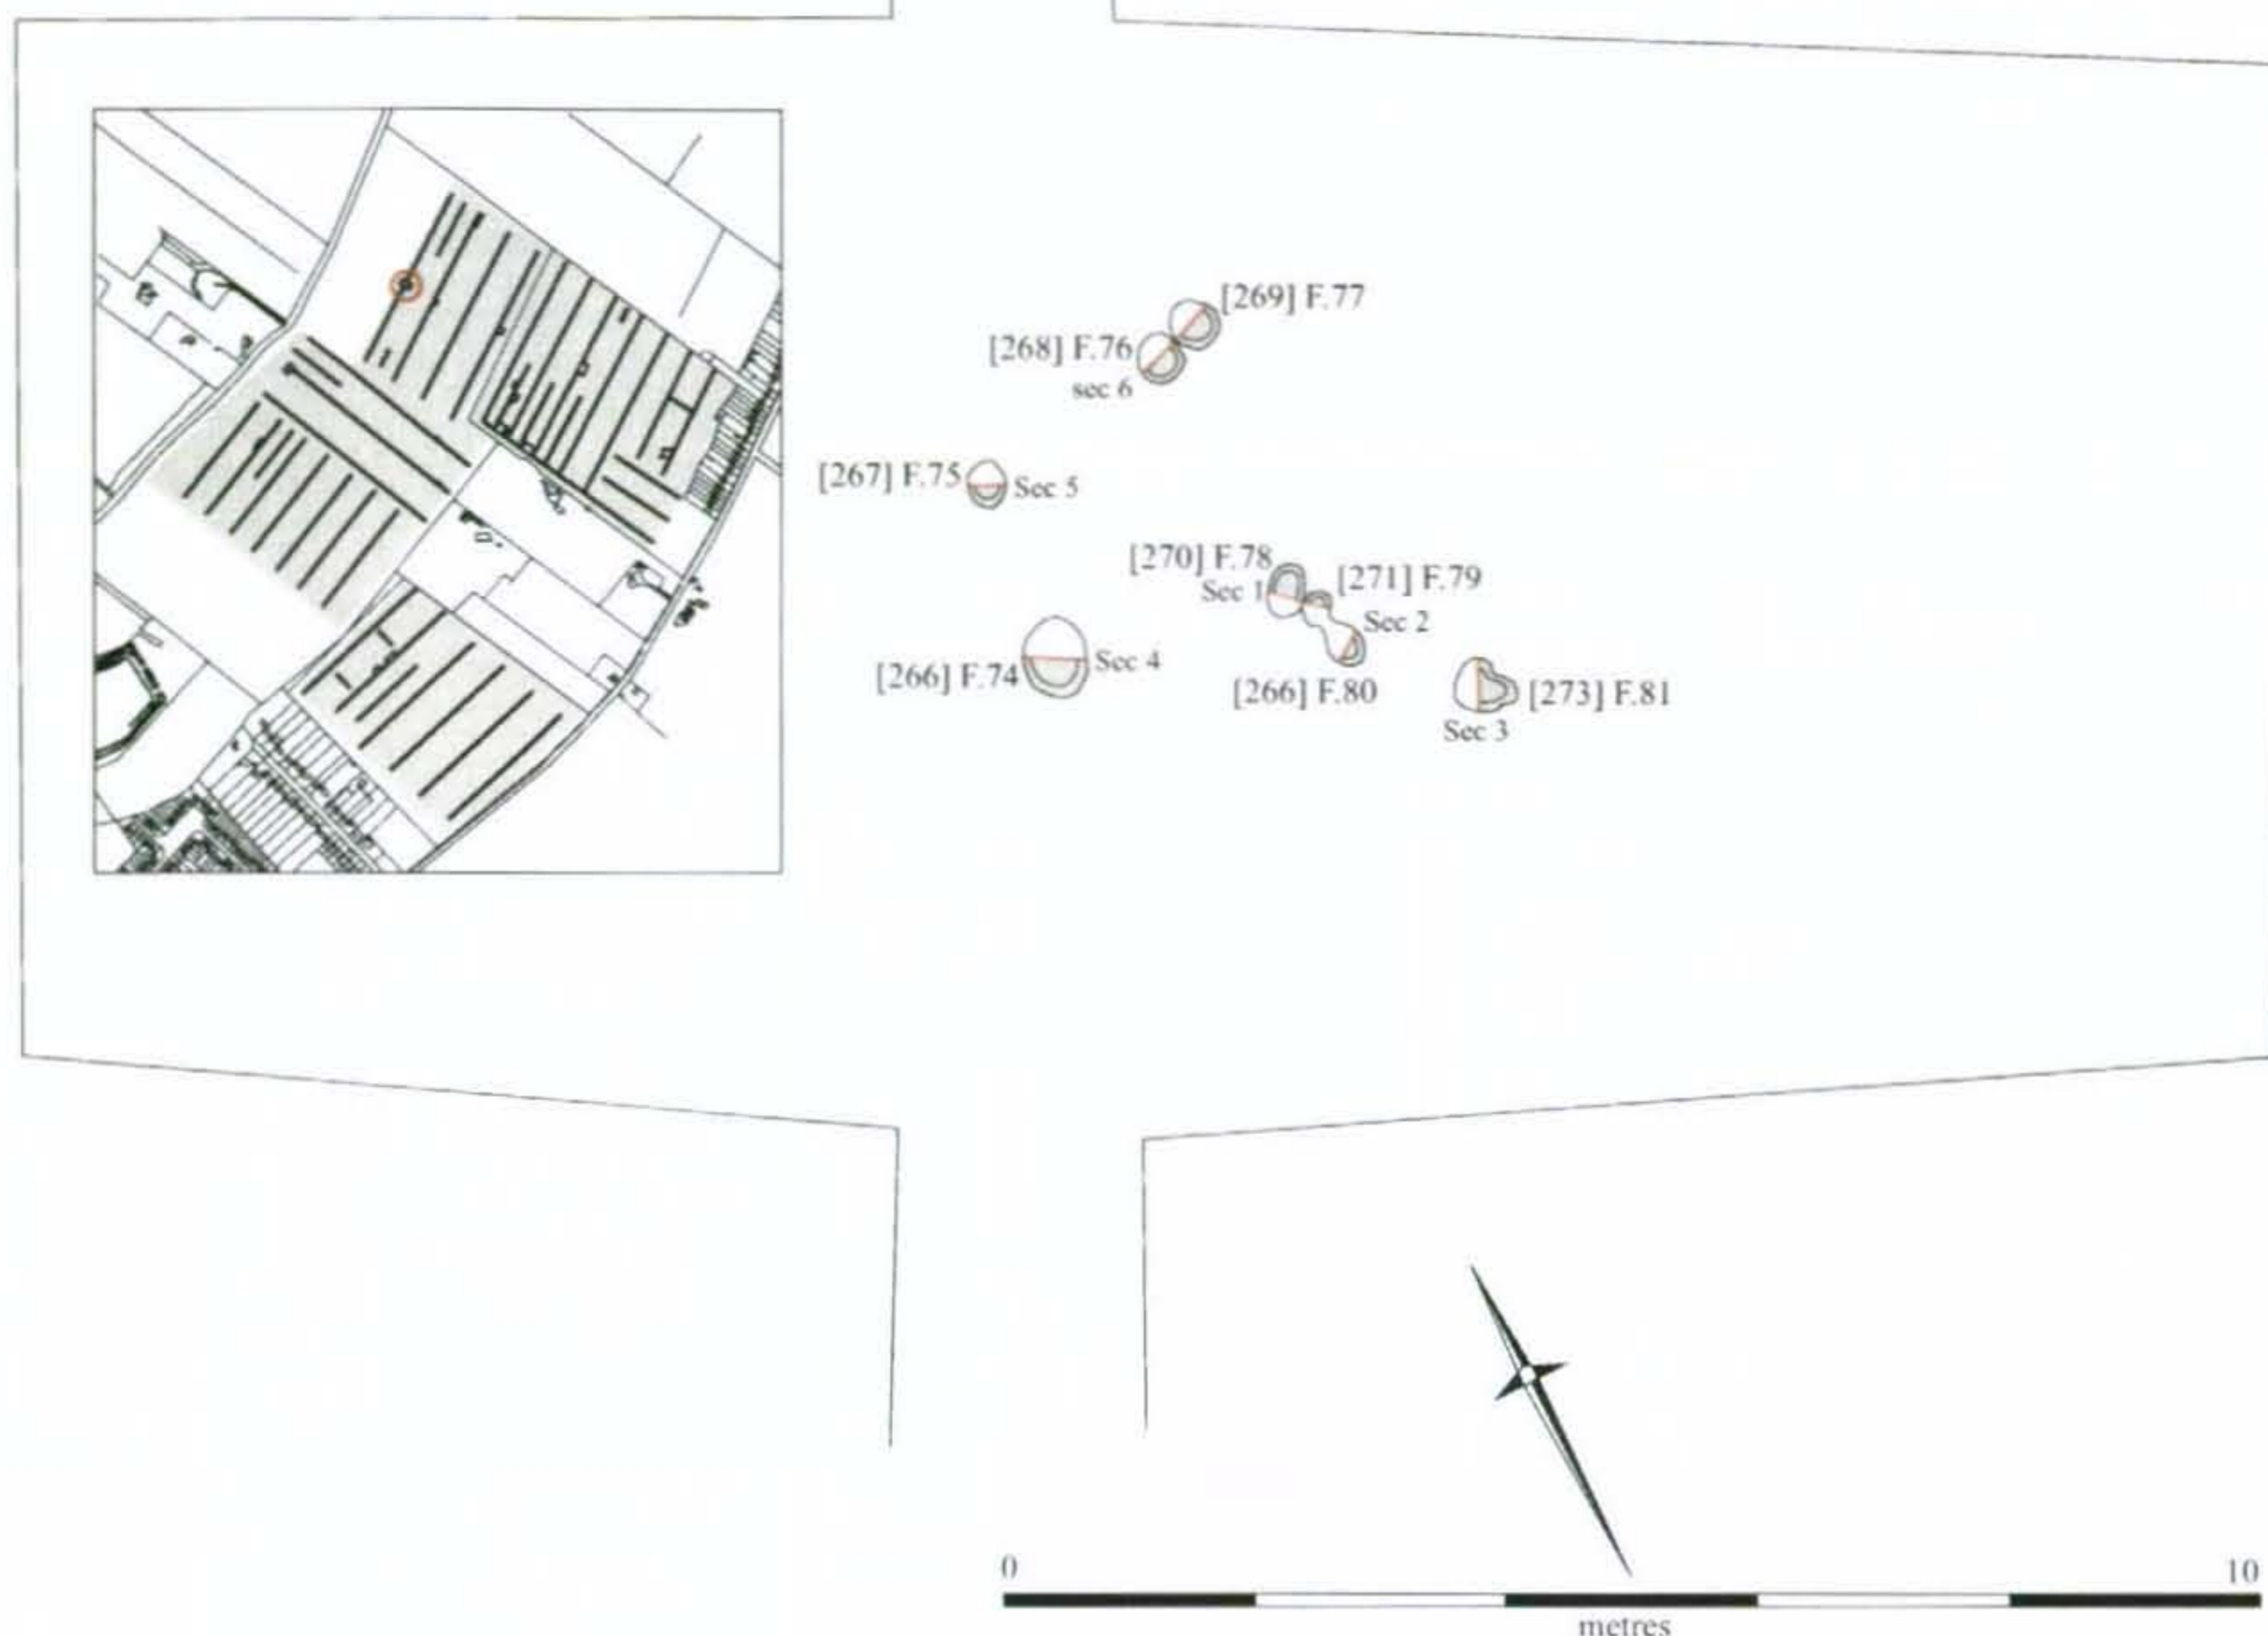 [269] F.77
[268] F.76
sec 6
[267] F.75 Sec 5
[270] F.78
Sec 1
[271] F.79
Sec 2
[266] F.74 Sec 4
[266] F.80
[273] F.81
Sec 3
0 10
metres